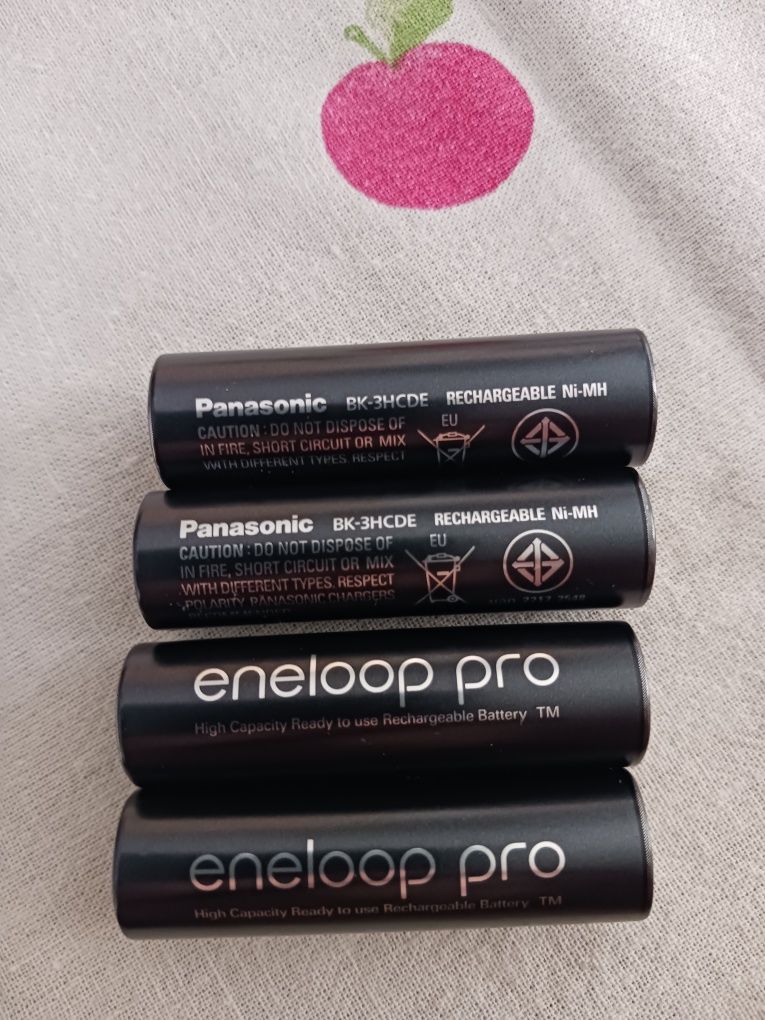 Panasonic BK-3HCDE RECHARGEABLE Ni-MH
CAUTION : DO NOT DISPOSE OF
IN FIRE, SHORT CIRCUIT OR MIX
WITH DIFFERENT TYPES. RESPECT
EU
Panasonic BK-3HCDE RECHARGEABLE Ni-MH
CAUTION : DO NOT DISPOSE OF
IN FIRE, SHORT CIRCUIT OR MIX
WITH DIFFERENT TYPES. RESPECT
POLARITY. PANASONIC CHARGERS
EU
eneloop pro
High Capacity Ready to use Rechargeable Battery TM
eneloop pro
High Capacity Ready to use Rechargeable Battery TM